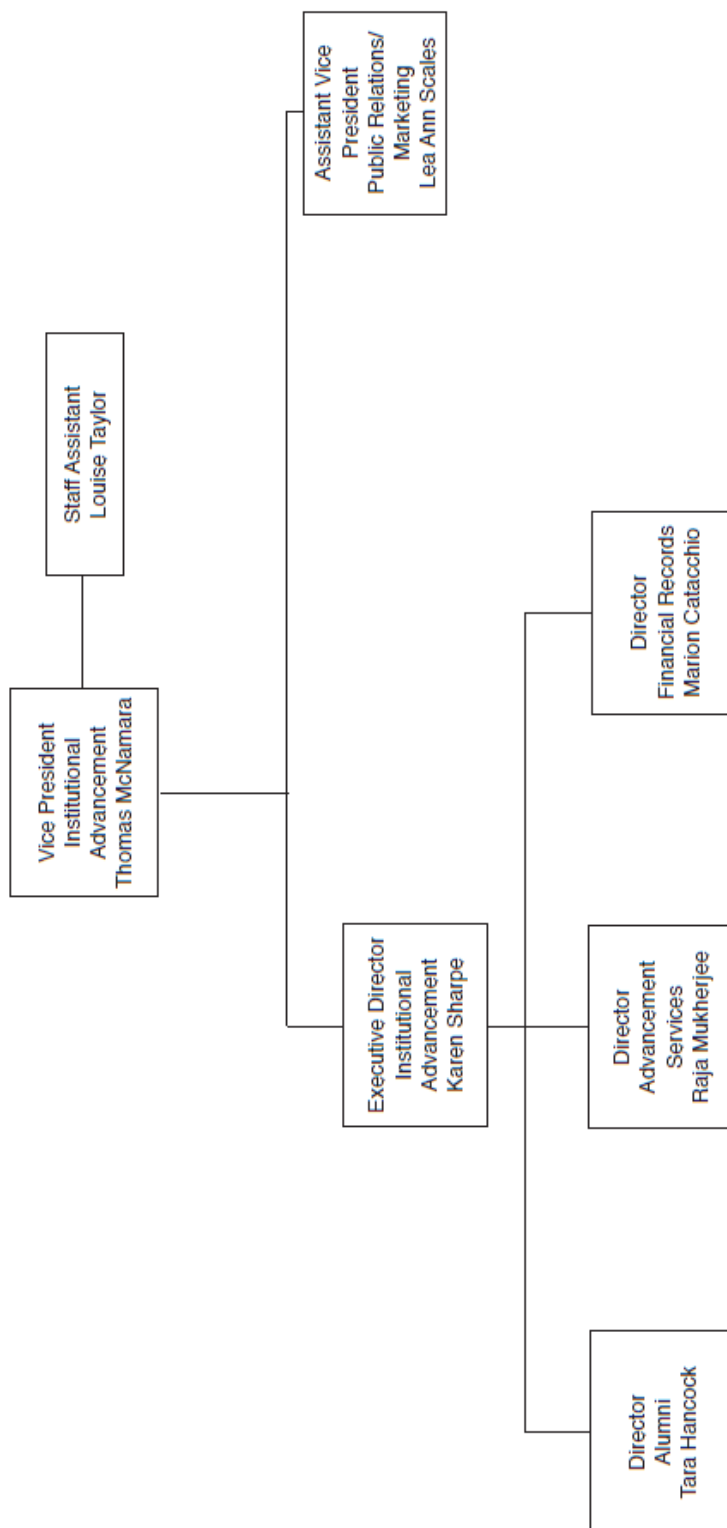 Vice President
Institutional
Advancement
Thomas McNamara
Staff Assistant
Louise Taylor
Executive Director
Institutional
Advancement
Karen Sharpe
Assistant Vice
President
Public Relations/
Marketing
Lea Ann Scales
Director
Alumni
Tara Hancock
Director
Advancement
Services
Raja Mukherjee
Director
Financial Records
Marion Catacchio